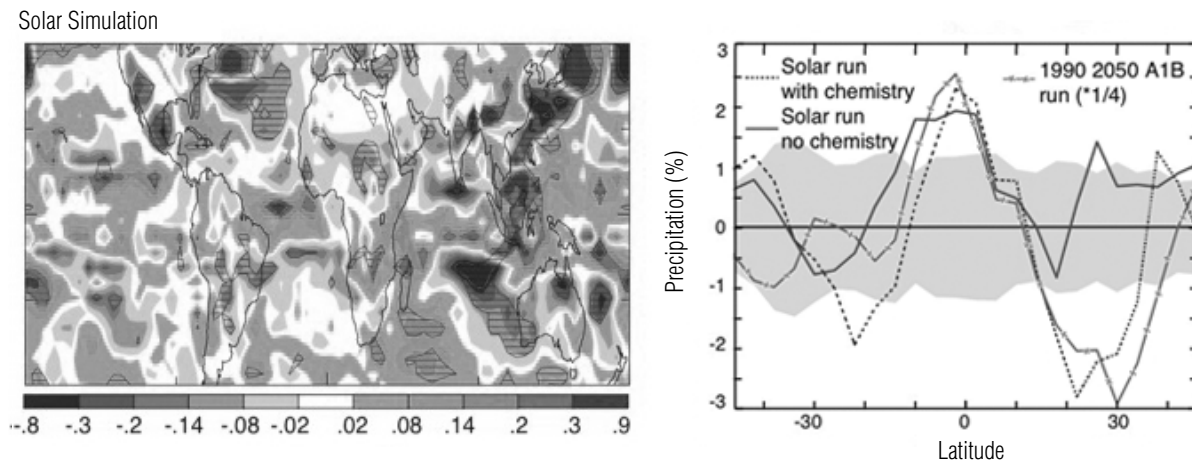 Solar Simulation
-.8 -.3 -.2 -.14 -.08 -.02 .02 .08 .14 .2 .3 .9
3
2
1
0
-1
-2
-3
Precipitation (%)
Solar run
with chemistry
Solar run
no chemistry
1990 2050 A1B
run (*1/4)
-30 0 30
Latitude